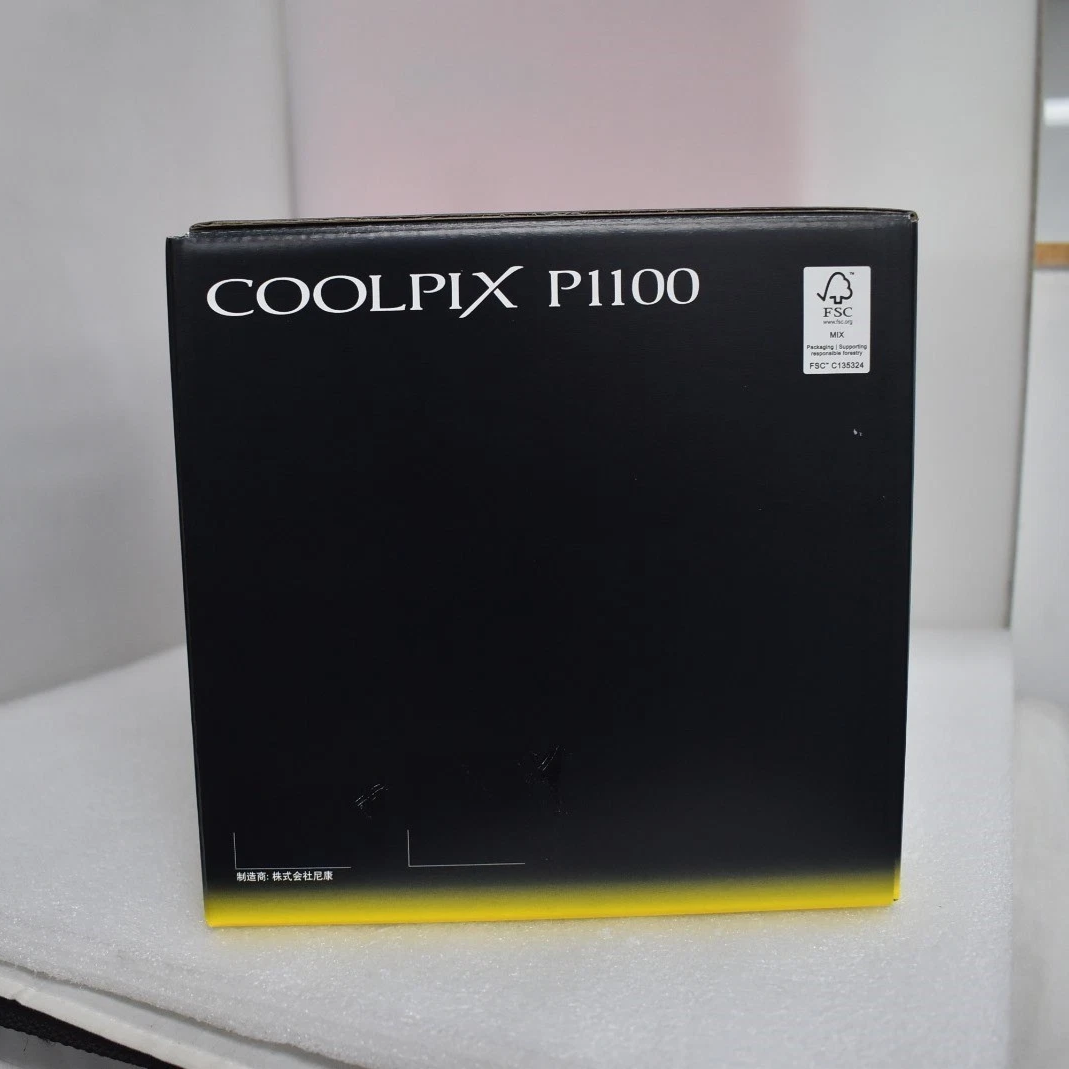 COOLPIX P1100
FSC
www.fsc.org
MIX
Packaging | Supporting
responsible forestry
FSC™ C135324
制造商: 株式会社尼康